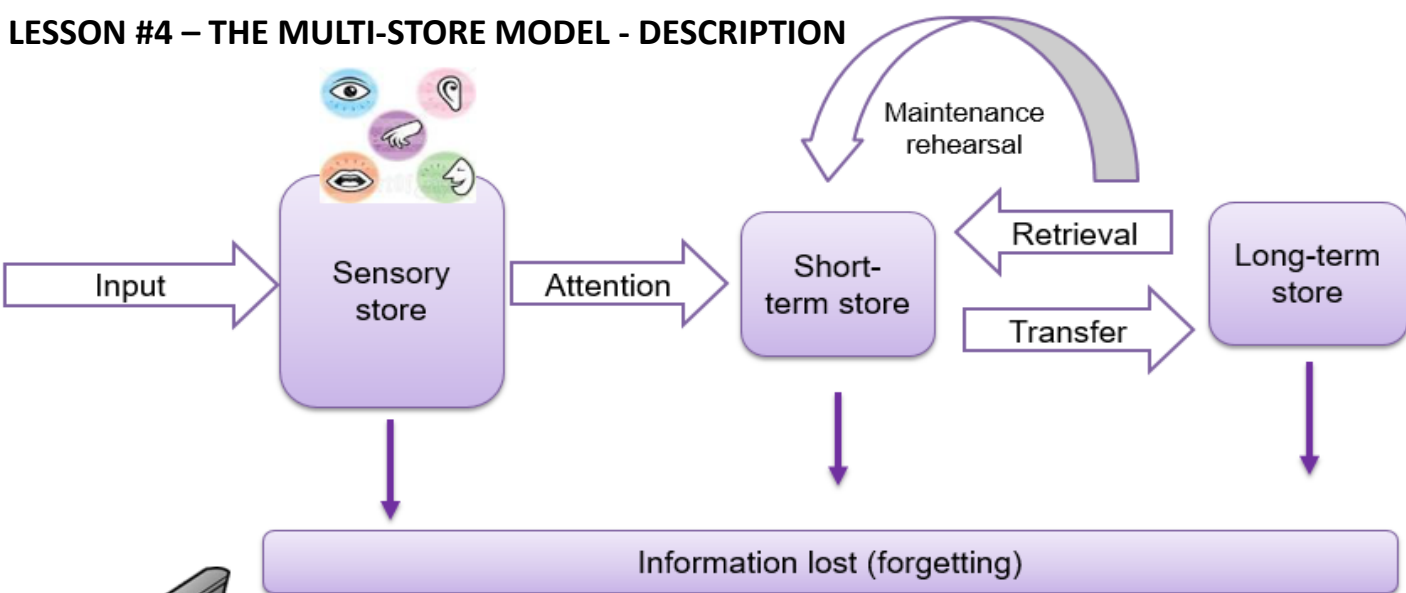 LESSON #4 – THE MULTI-STORE MODEL - DESCRIPTION
Maintenance
rehearsal
Input
Sensory
store
Attention
Short-
term store
Retrieval
Transfer
Long-term
store
Information lost (forgetting)